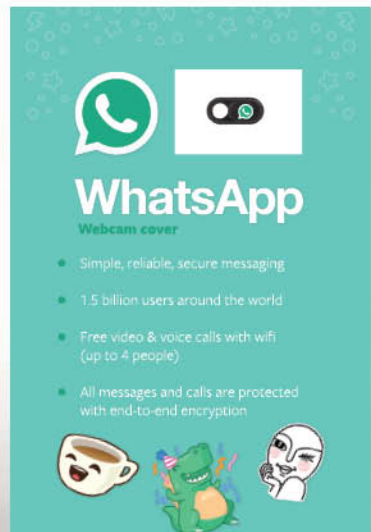 WhatsApp
Webcam cover
Simple, reliable, secure messaging
1.5 billion users around the world
Free video & voice calls with wifi
(up to 4 people)
All messages and calls are protected
with end-to-end encryption